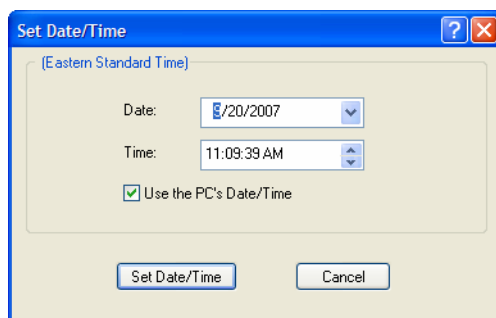 Set Date/Time
(Eastern Standard Time)
Date: 9/20/2007
Time: 11:09:39 AM
Use the PC's Date/Time
Set Date/Time Cancel